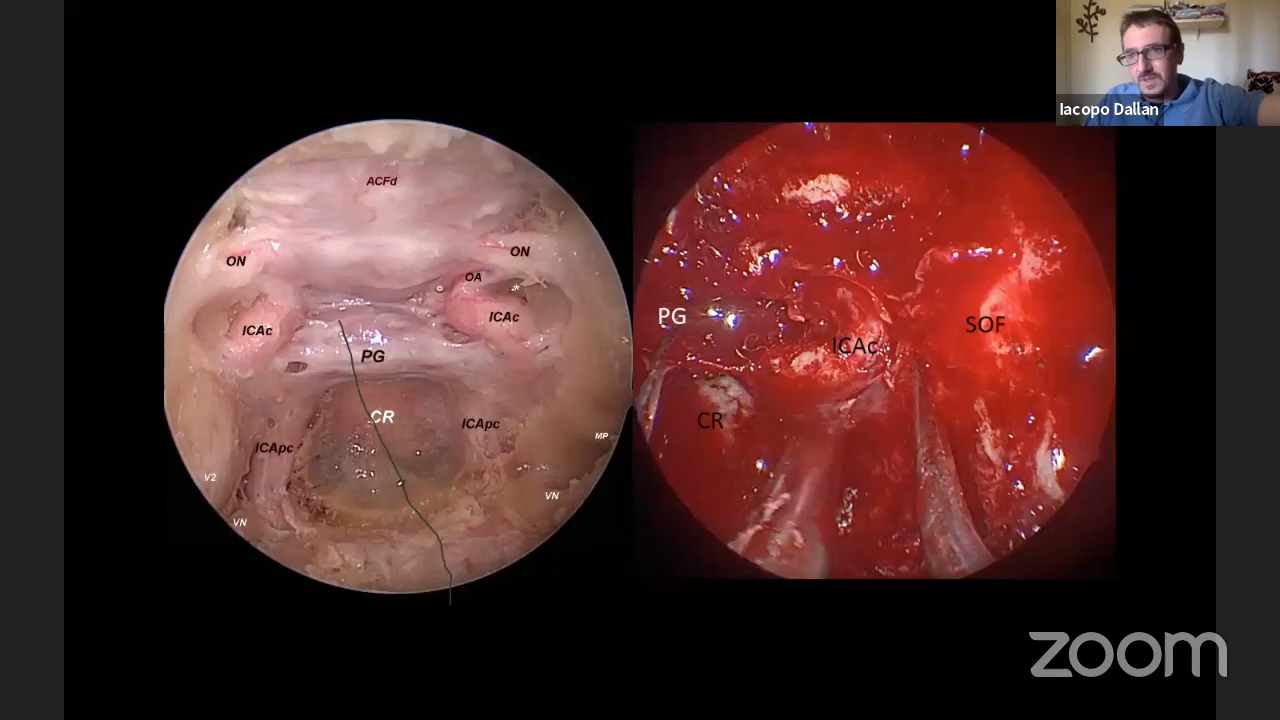 Iacopo Dallan
ACFd
ON
ON
OA
*
ICAc
ICAc
PG
CR
ICApc
ICApc
MP
V2
VN
VN
PG
SOF
ICAc
CR
zoom